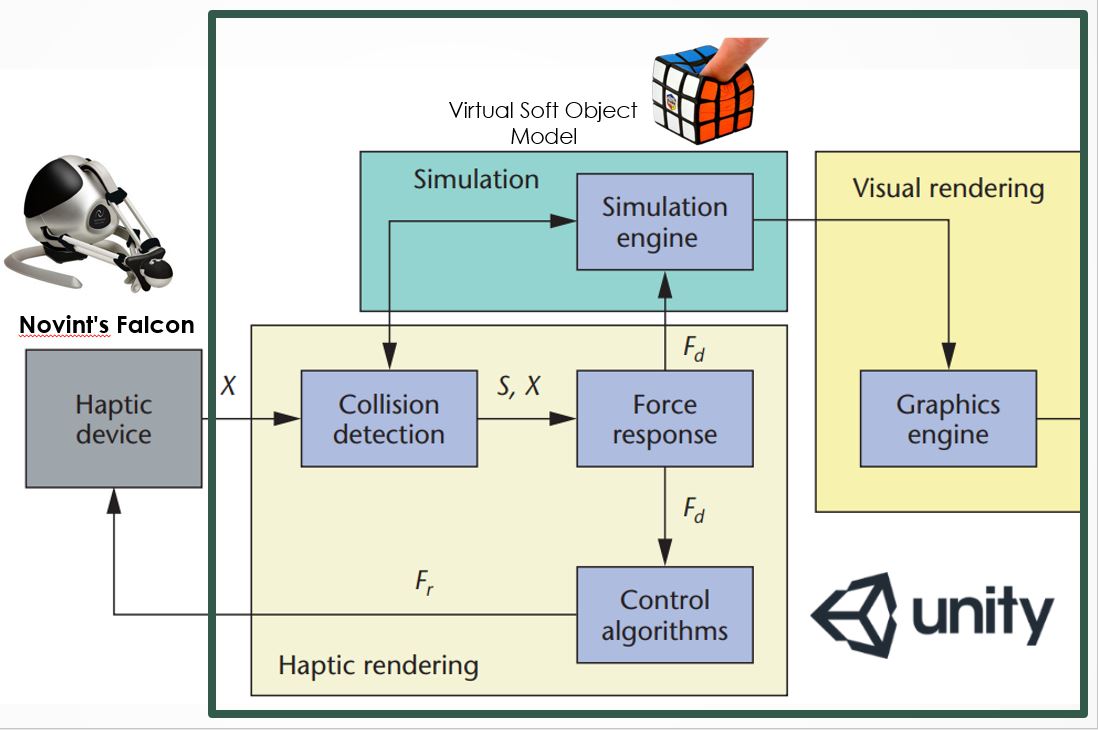 Virtual Soft Object
Model
Simulation
Simulation
engine
Visual rendering
Novint's Falcon
Haptic
device
X
Collision
detection
S, X
Force
response
F_d
Graphics
engine
F_d
Control
algorithms
F_r
Haptic rendering
unity